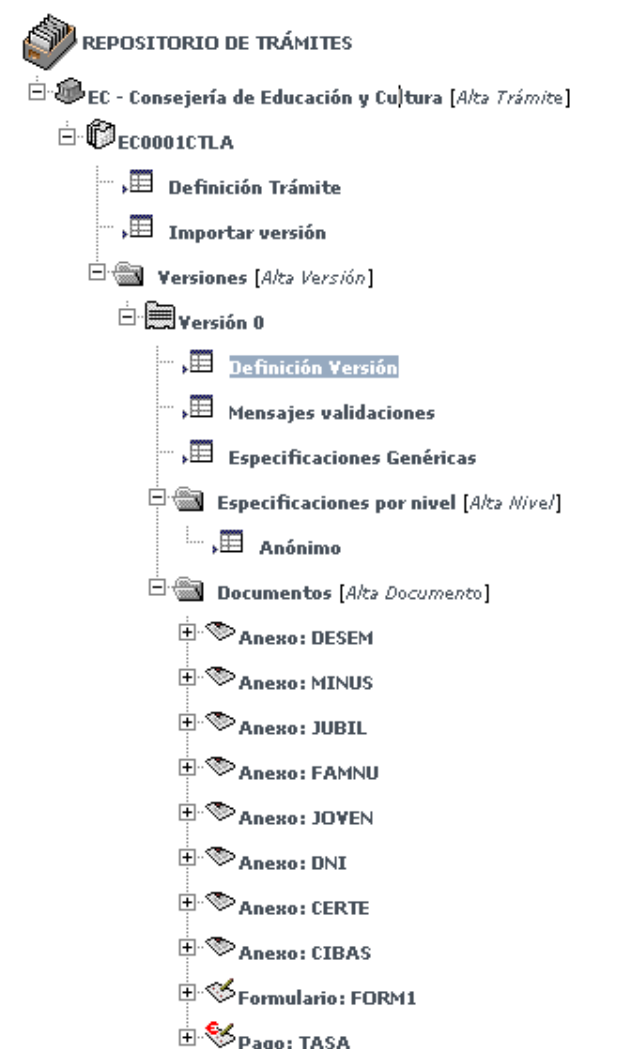 REPOSITORIO DE TRÁMITES
EC - Consejería de Educación y Cultura [Alta Trámite]
EC0001CTLA
Definición Trámite
Importar versión
Versiones [Alta Versión]
Versión 0
Definición Versión
Mensajes validaciones
Especificaciones Genéricas
Especificaciones por nivel [Alta Nivel]
Anónimo
Documentos [Alta Documento]
Anexo: DESEM
Anexo: MINUS
Anexo: JUBIL
Anexo: FAMNU
Anexo: JOVEN
Anexo: DNI
Anexo: CERTE
Anexo: CIBAS
Formulario: FORM1
Pago: TASA